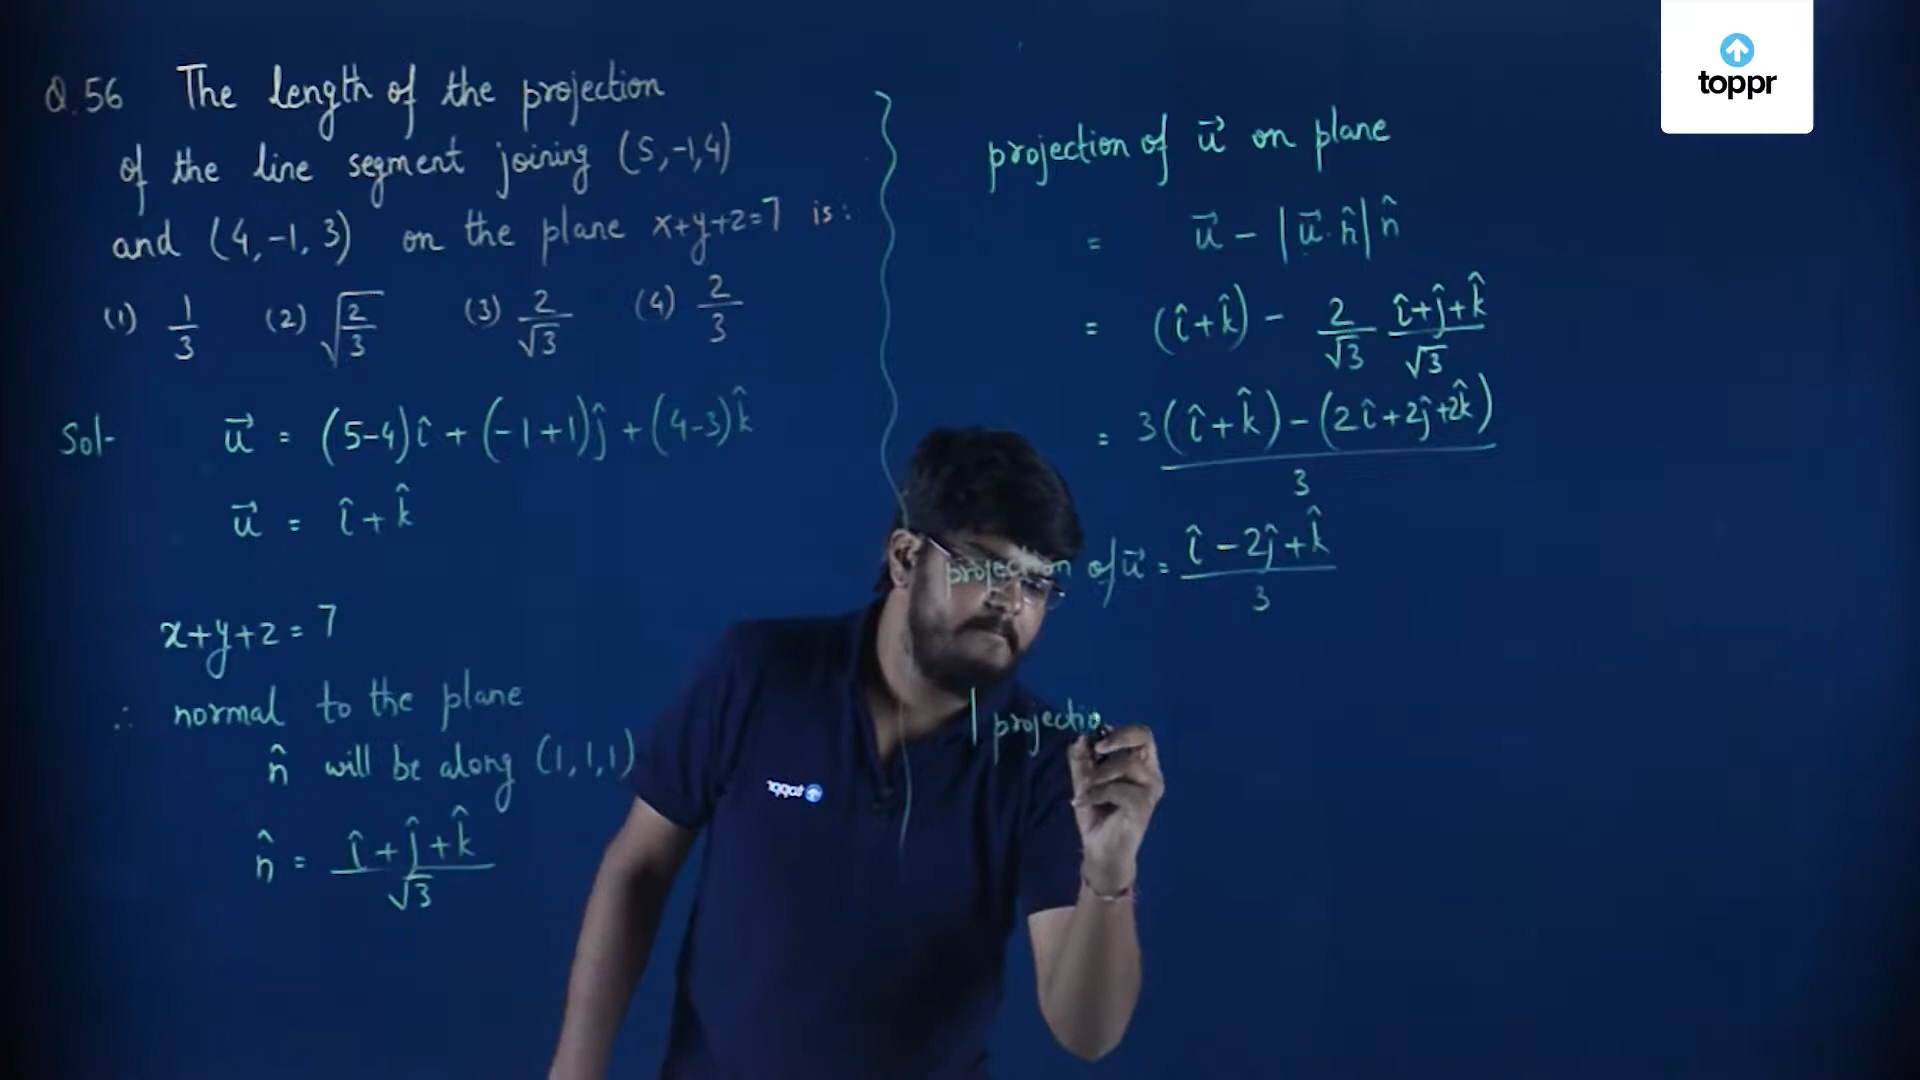 Q.56 The length of the projection
of the line segment joining (5,-1,4)
and (4,-1,3) on the plane x+y+z=7 is:
(1) 1/3 (2) √(2/3) (3) 2/√3 (4) 2/3
Sol- u⃗ = (5-4)î + (-1+1)ĵ + (4-3)k̂
u⃗ = î + k̂
x+y+z=7
∴ normal to the plane
n̂ will be along (1,1,1)
n̂ = (î+ĵ+k̂)/√3
projection of u⃗ on plane
= u⃗ - |u⃗·n̂| n̂
= (î+k̂) - 2/√3 (î+ĵ+k̂)/√3
= (3(î+k̂) - (2î+2ĵ+2k̂))/3
projection of u⃗ = (î-2ĵ+k̂)/3
| projectio
toppr
toppr